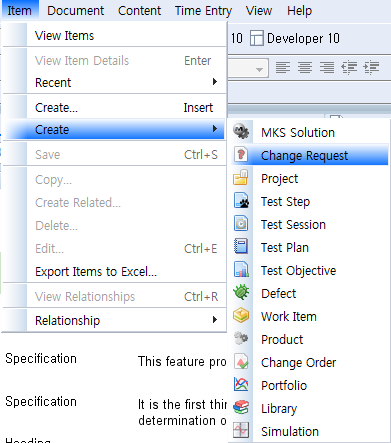 Item Document Content Time Entry View Help
View Items
10 Developer 10
View Item Details Enter
Recent
Create... Insert
Create
Save Ctrl+S
Copy...
Create Related...
Delete...
Edit... Ctrl+E
Export Items to Excel...
View Relationships Ctrl+R
Relationship
MKS Solution
Change Request
Project
Test Step
Test Session
Test Plan
Test Objective
Defect
Work Item
Product
Change Order
Portfolio
Library
Simulation
Specification This feature pro
Specification It is the first thin
determination o
Heading